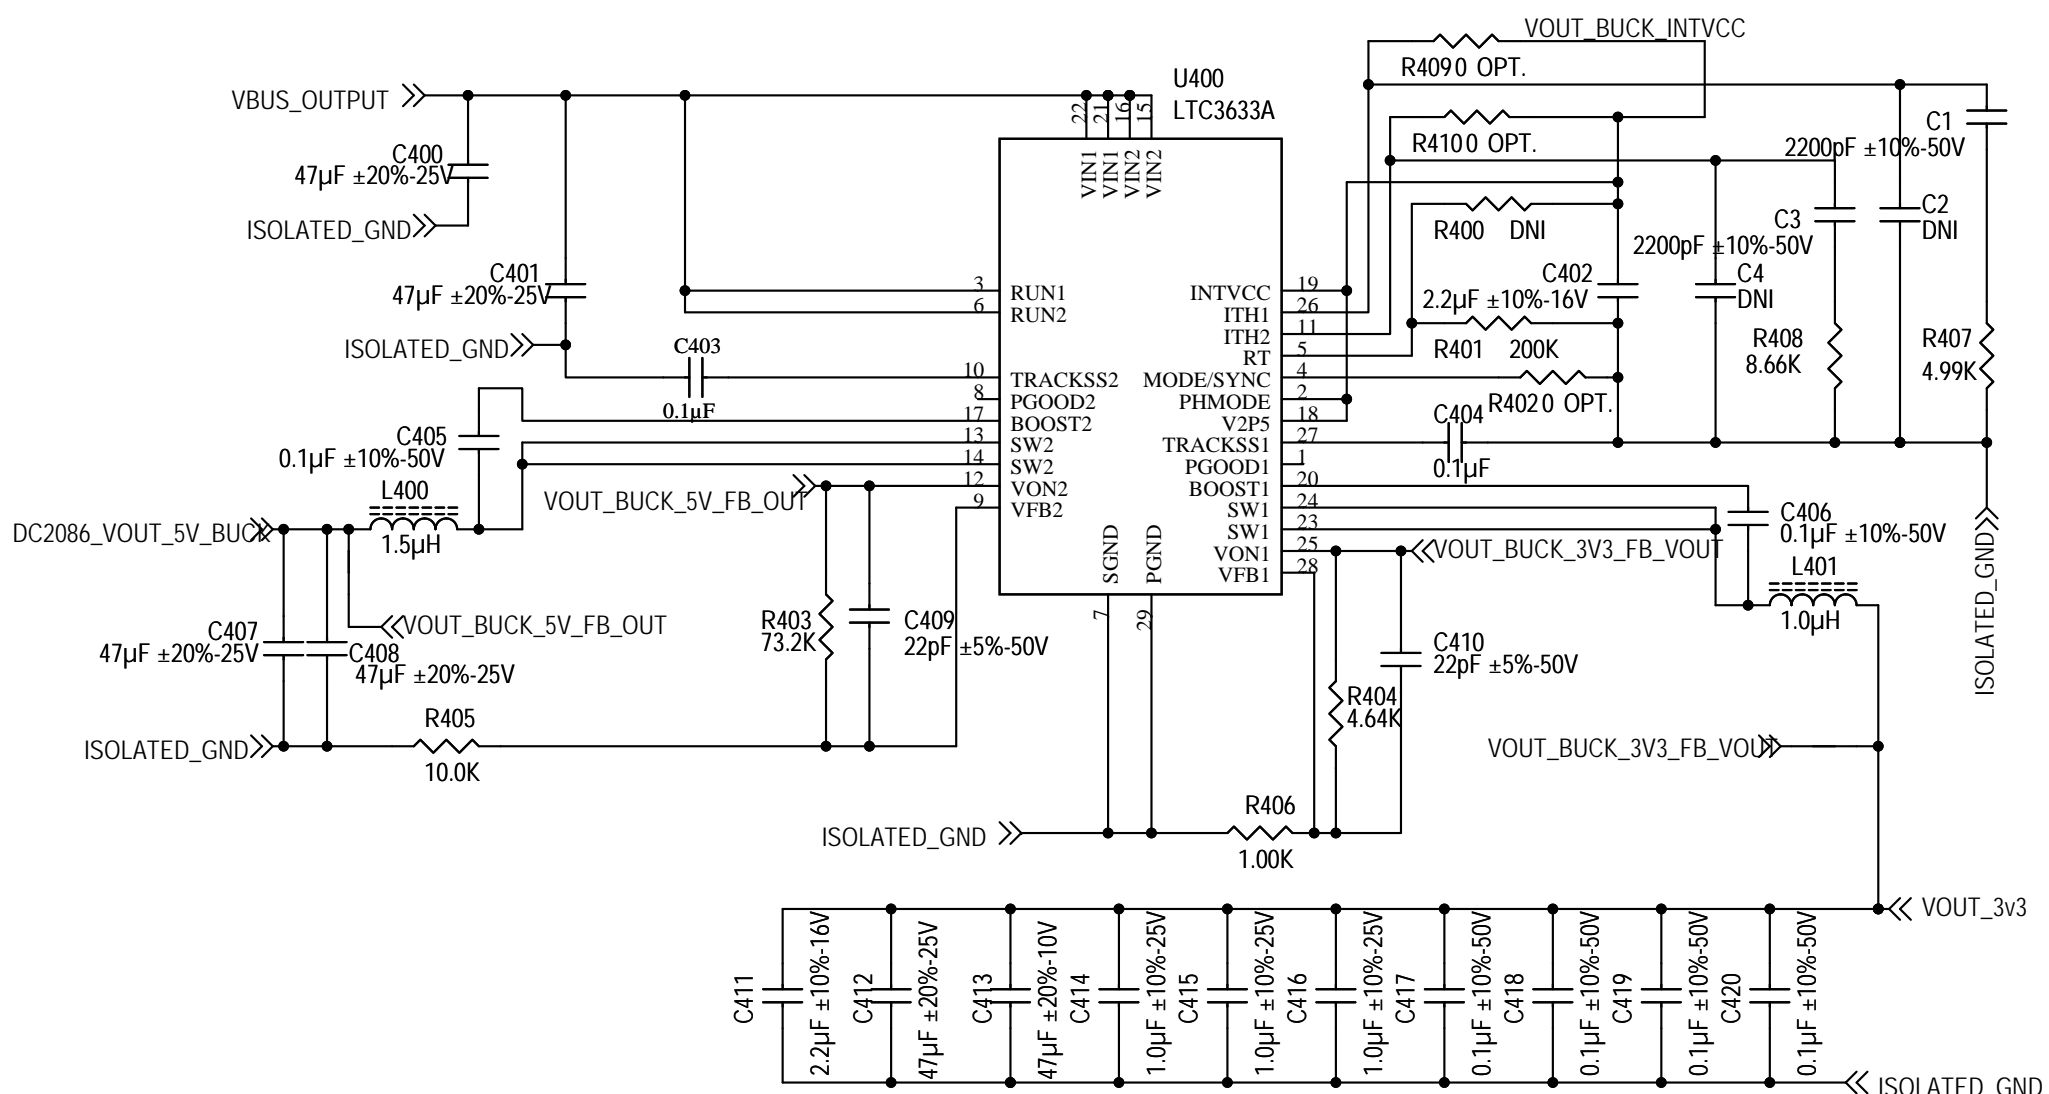 VOUT_BUCK_INTVCC
R409 0 OPT.
U400
LTC3633A
VBUS_OUTPUT
22
21
16
15
VIN1
VIN1
VIN2
VIN2
C400
47µF ±20%-25V
ISOLATED_GND
R410 0 OPT.
C1
2200pF ±10%-50V
R400 DNI
C3
2200pF ±10%-50V
C2
DNI
C4
DNI
C401
47µF ±20%-25V
ISOLATED_GND
C402
2.2µF ±10%-16V
R401 200K
R408
8.66K
R407
4.99K
3 RUN1
6 RUN2
10 TRACKSS2
8 PGOOD2
17 BOOST2
13 SW2
14 SW2
12 VON2
9 VFB2
INTVCC 19
ITH1 26
ITH2 11
RT 5
MODE/SYNC 4
PHMODE 2
V2P5 18
TRACKSS1 27
PGOOD1 1
BOOST1 20
SW1 24
SW1 23
VON1 25
VFB1 28
SGND
PGND
7
29
C403
0.1µF
R402 0 OPT.
C404
0.1µF
C405
0.1µF ±10%-50V
L400
1.5µH
DC2086_VOUT_5V_BUCK
VOUT_BUCK_5V_FB_OUT
VOUT_BUCK_3V3_FB_VOUT
C406
0.1µF ±10%-50V
L401
1.0µH
ISOLATED_GND
VOUT_BUCK_5V_FB_OUT
C407
47µF ±20%-25V
C408
47µF ±20%-25V
R403
73.2K
C409
22pF ±5%-50V
C410
22pF ±5%-50V
R404
4.64K
R405
10.0K
ISOLATED_GND
VOUT_BUCK_3V3_FB_VOUT
R406
1.00K
ISOLATED_GND
VOUT_3v3
C411
2.2µF ±10%-16V
C412
47µF ±20%-25V
C413
47µF ±20%-10V
C414
1.0µF ±10%-25V
C415
1.0µF ±10%-25V
C416
1.0µF ±10%-25V
C417
0.1µF ±10%-50V
C418
0.1µF ±10%-50V
C419
0.1µF ±10%-50V
C420
0.1µF ±10%-50V
ISOLATED_GND